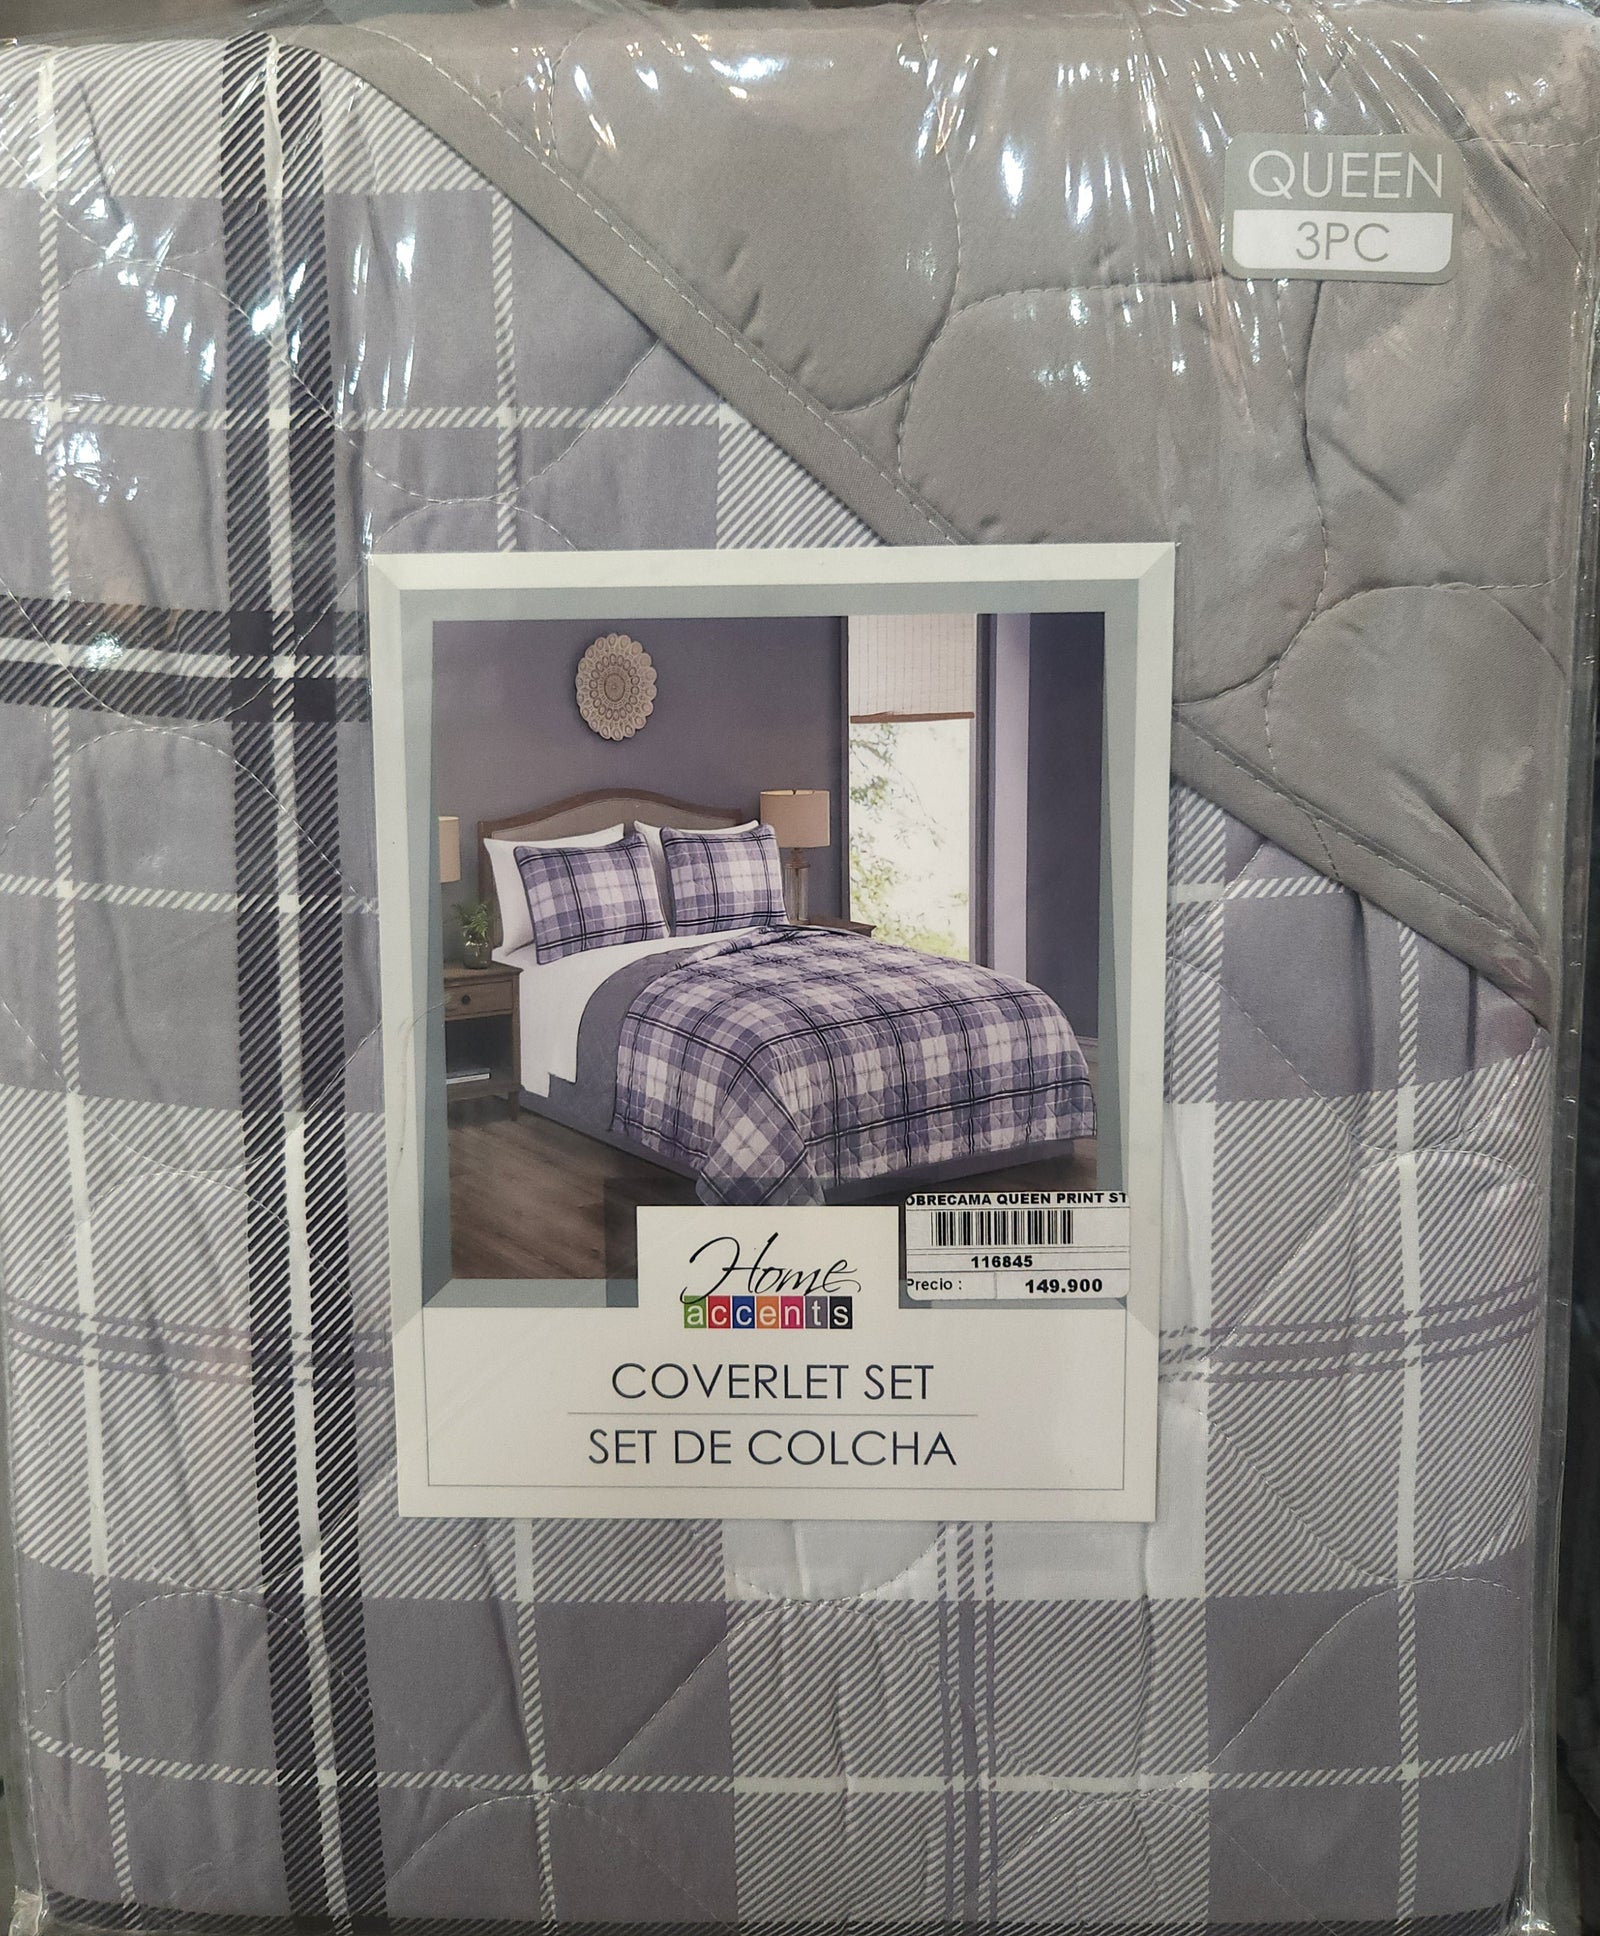 QUEEN
3PC
OBRECAMA QUEEN PRINT ST
116845
Precio : 149.900
Home
accents
COVERLET SET
SET DE COLCHA